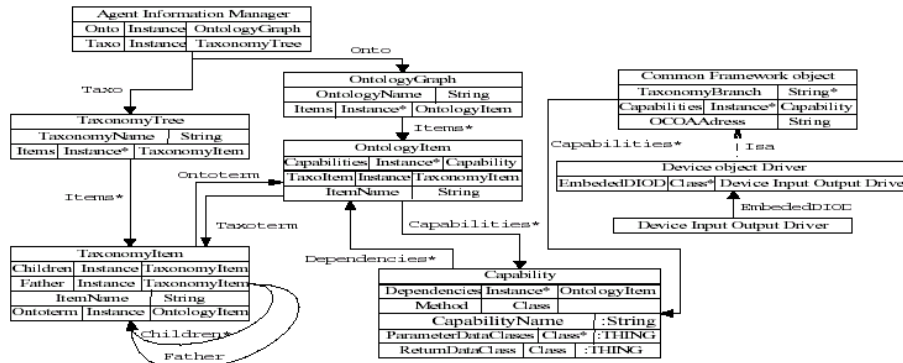 Agent Information Manager
Onto Instance OntologyGraph
Taxo Instance TaxonomyTree
Onto
Taxo
OntologyGraph
OntologyName String
Items Instance* OntologyItem
Common Framework object
TaxonomyBranch String*
Capabilities Instance* Capability
OCOAAdress String
TaxonomyTree
TaxonomyName String
Items Instance* TaxonomyItem
Items*
OntologyItem
Capabilities Instance* Capability
TaxoItem Instance TaxonomyItem
ItemName String
Capabilities*
Isa
Device object Driver
EmbededDIOD Class* Device Input Output Drive
EmbededDIOD
Device Input Output Driver
Ontoterm
Items*
Taxoterm
Capabilities*
Dependencies*
TaxonomyItem
Children Instance TaxonomyItem
Father Instance TaxonomyItem
ItemName String
Ontoterm Instance OntologyItem
Children*
Father
Capability
Dependencies Instance* OntologyItem
Method Class
CapabilityName :String
ParameterDataClases Class* :THING
ReturnDataClass Class :THING